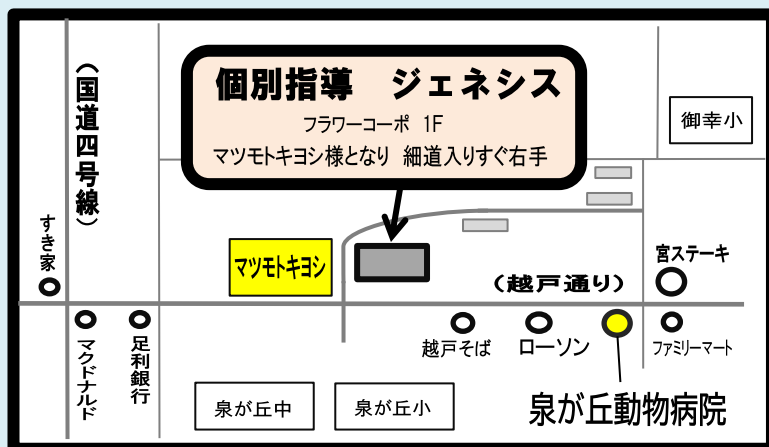 個別指導　ジェネシス
フラワーコーポ 1F
マツモトキヨシ様となり 細道入りすぐ右手
（国道四号線）
御幸小
すき家
マツモトキヨシ
（越戸通り）
宮ステーキ
マクドナルド
足利銀行
越戸そば
ローソン
ファミリーマート
泉が丘中
泉が丘小
泉が丘動物病院